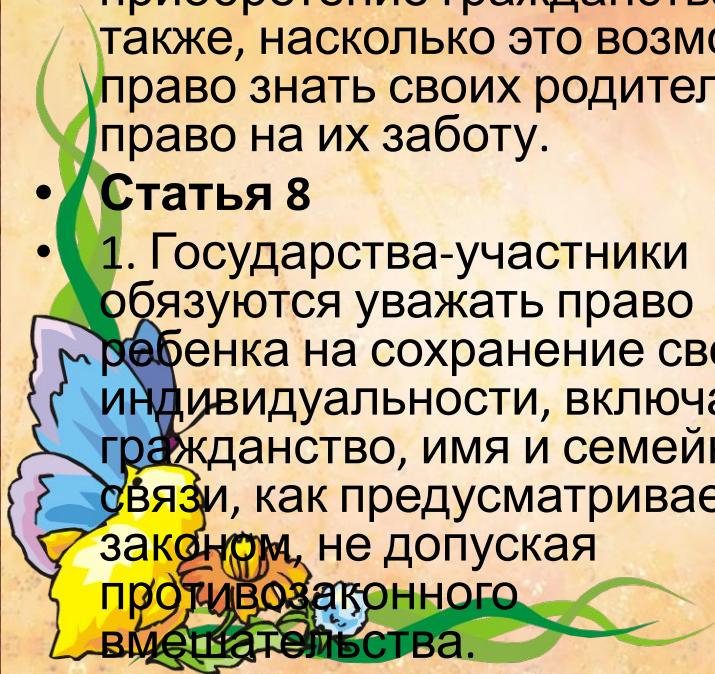 также, насколько это возмо
право знать своих родител
право на их заботу.
• Статья 8
• 1. Государства-участники
обязуются уважать право
ребенка на сохранение св
индивидуальности, включа
гражданство, имя и семей
связи, как предусматривае
законом, не допуская
противозаконного
вмешательства.